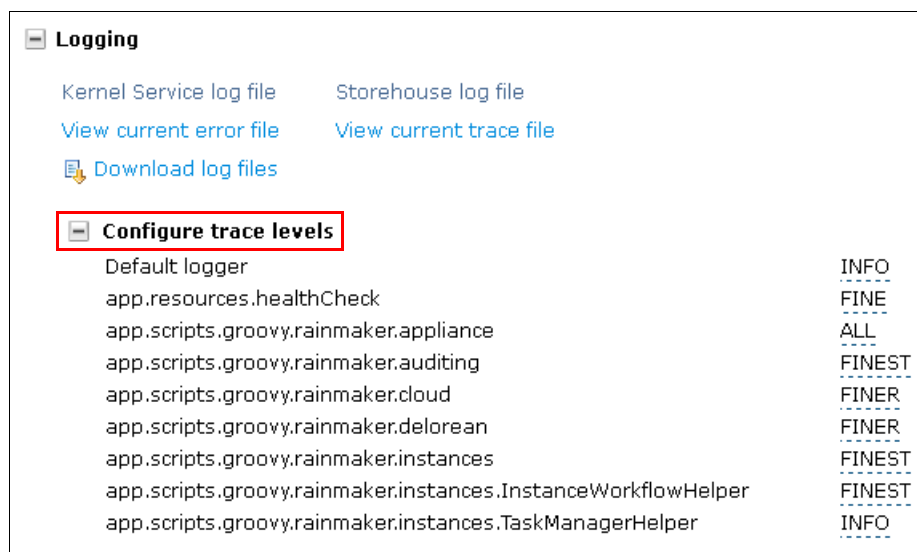 Logging
Kernel Service log file Storehouse log file
View current error file View current trace file
Download log files
Configure trace levels
Default logger INFO
app.resources.healthCheck FINE
app.scripts.groovy.rainmaker.appliance ALL
app.scripts.groovy.rainmaker.auditing FINEST
app.scripts.groovy.rainmaker.cloud FINER
app.scripts.groovy.rainmaker.delorean FINER
app.scripts.groovy.rainmaker.instances FINEST
app.scripts.groovy.rainmaker.instances.InstanceWorkflowHelper FINEST
app.scripts.groovy.rainmaker.instances.TaskManagerHelper INFO